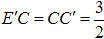 E'C = CC' = 3/2